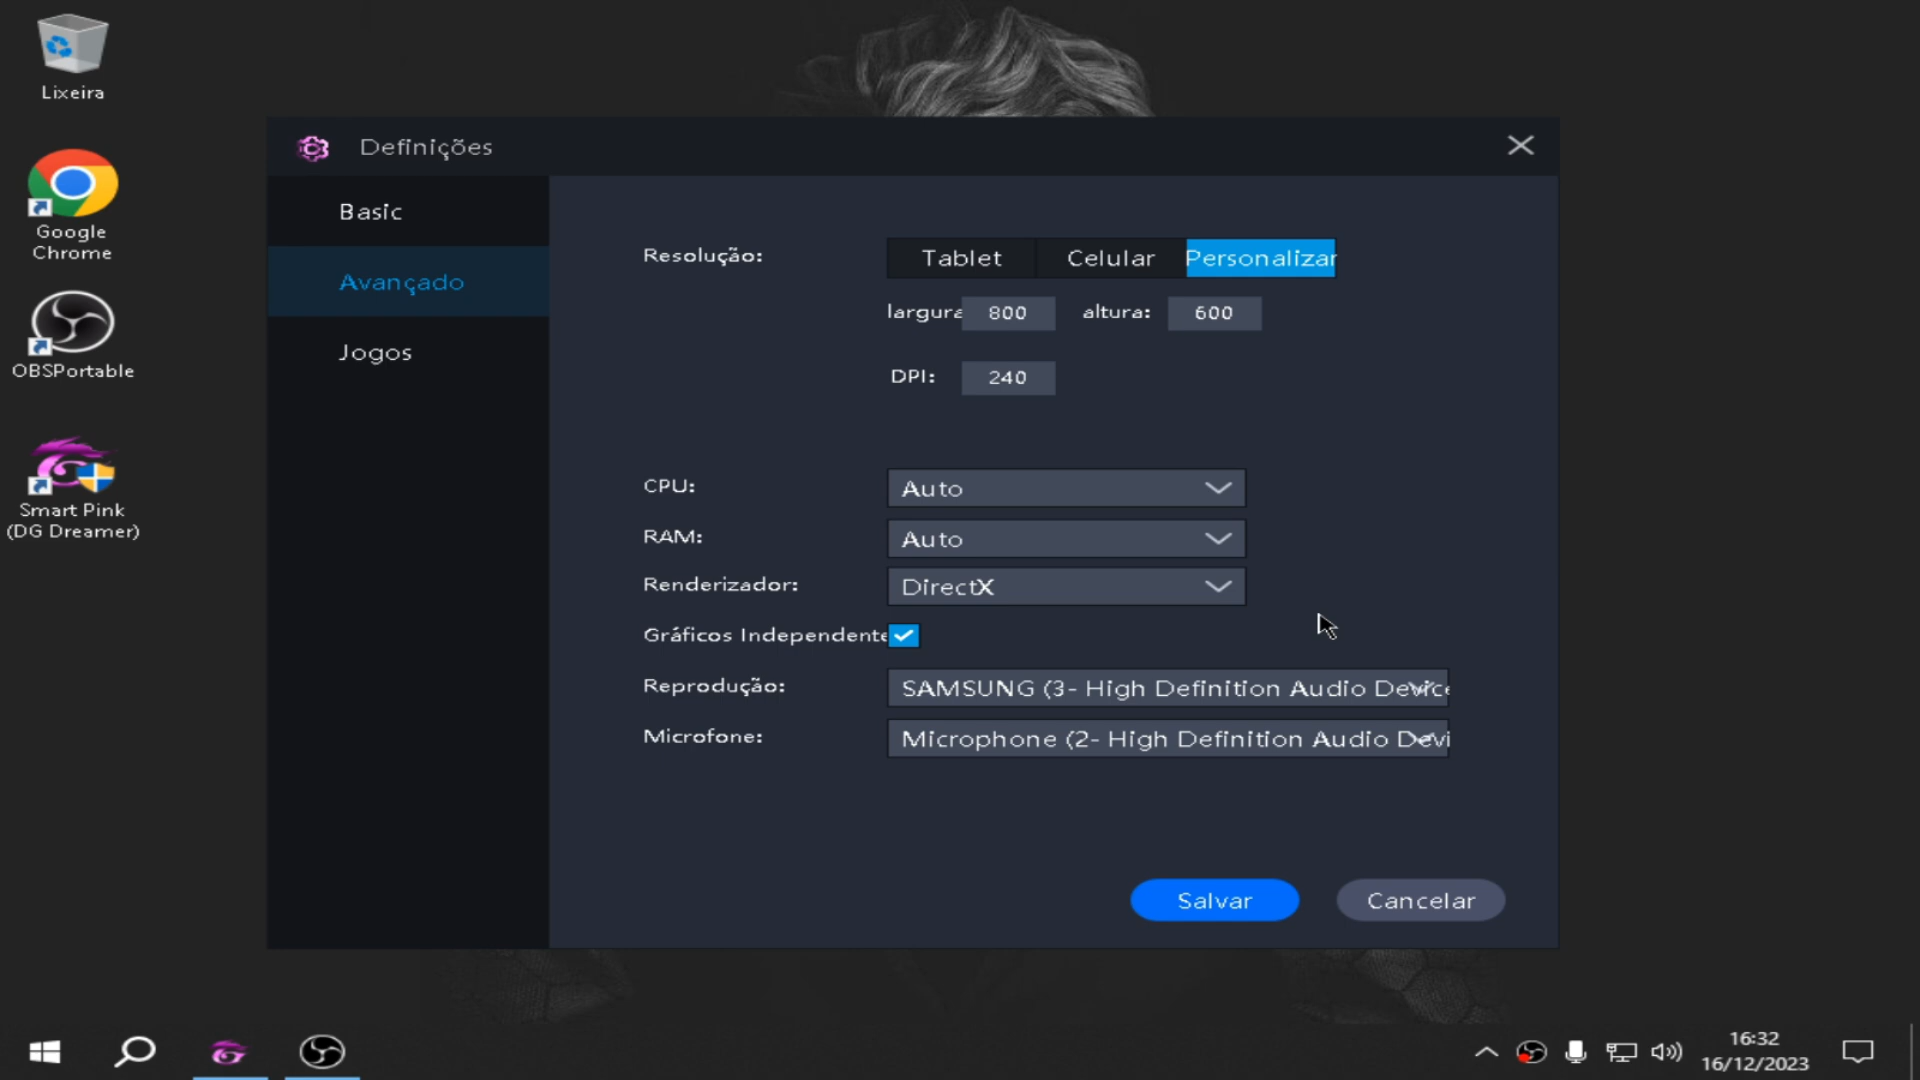 Lixeira
Google
Chrome
OBSPortable
Smart Pink
(DG Dreamer)
Definições
Basic
Avançado
Jogos
Resolução:
Tablet
Celular
Personalizar
largura
800
altura:
600
DPI:
240
CPU:
Auto
RAM:
Auto
Renderizador:
DirectX
Gráficos Independente
Reprodução:
SAMSUNG (3- High Definition Audio Device
Microfone:
Microphone (2- High Definition Audio Devi
Salvar
Cancelar
16:32
16/12/2023